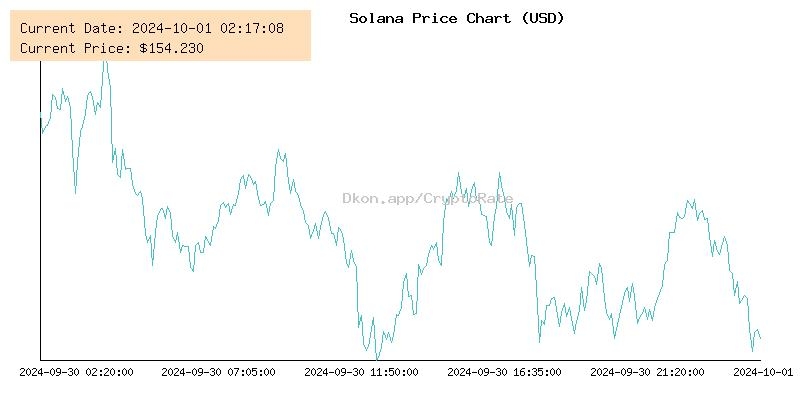 Solana Price Chart (USD)
Current Date: 2024-10-01 02:17:08
Current Price: $154.230
Dkon.app/CryptoRate
2024-09-30 02:20:00 2024-09-30 07:05:00 2024-09-30 11:50:00 2024-09-30 16:35:00 2024-09-30 21:20:00 2024-10-01